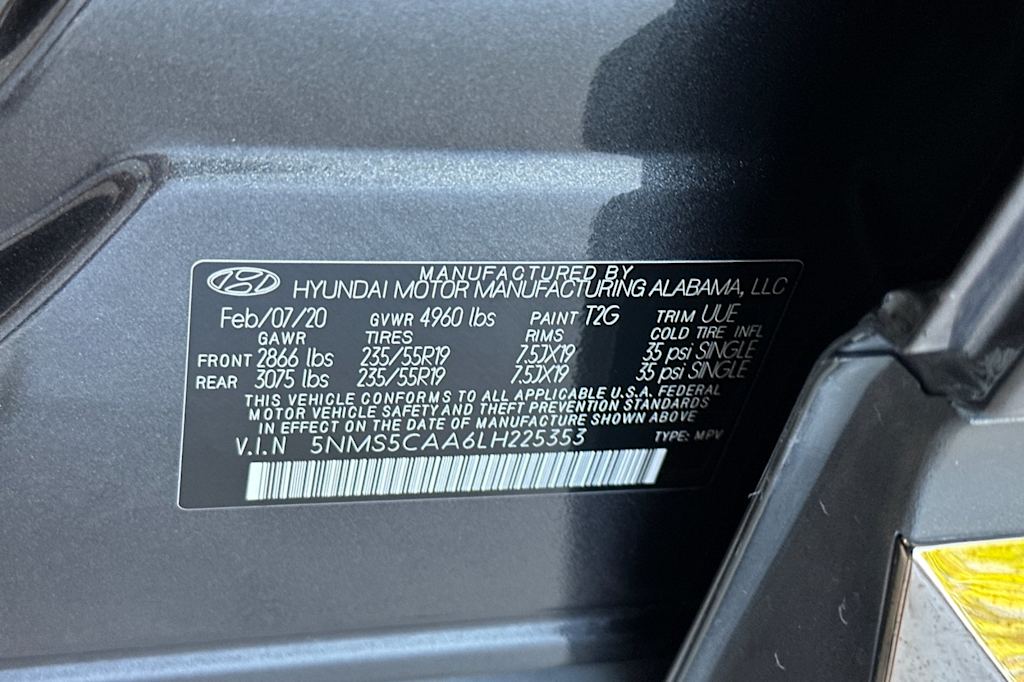 MANUFACTURED BY
HYUNDAI MOTOR MANUFACTURING ALABAMA, LLC
Feb/07/20 GVWR 4960 lbs PAINT T2G TRIM UUE
GAWR TIRES RIMS COLD TIRE INFL
FRONT 2866 lbs 235/55R19 7.5JX19 35 psi SINGLE
REAR 3075 lbs 235/55R19 7.5JX19 35 psi SINGLE
THIS VEHICLE CONFORMS TO ALL APPLICABLE U.S.A. FEDERAL
MOTOR VEHICLE SAFETY AND THEFT PREVENTION STANDARDS
IN EFFECT ON THE DATE OF MANUFACTURE SHOWN ABOVE
V.I.N 5NMS5CAA6LH225353 TYPE: MPV